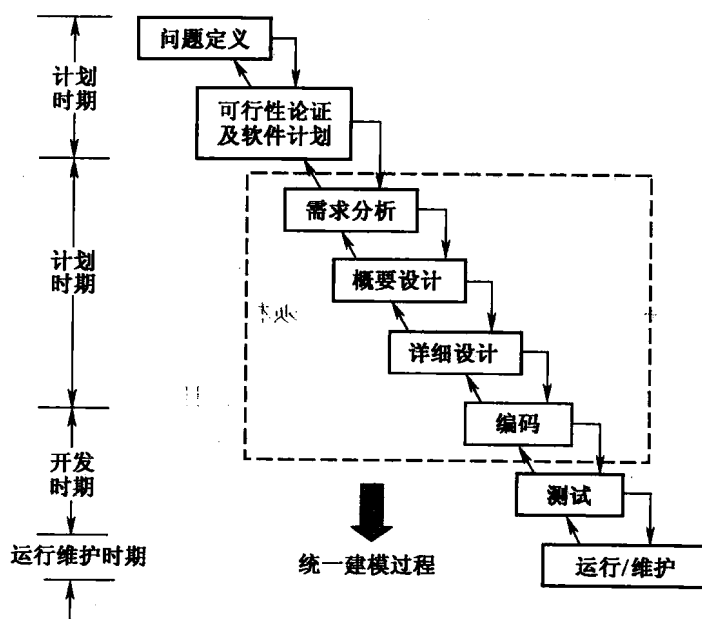 问题定义
计划
时期
可行性论证
及软件计划
需求分析
计划
时期
概要设计
详细设计
编码
开发
时期
测试
运行维护时期
统一建模过程
运行/维护